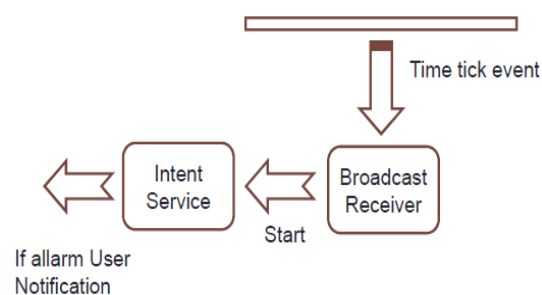 Time tick event
Intent
Service
Broadcast
Receiver
Start
If allarm User
Notification